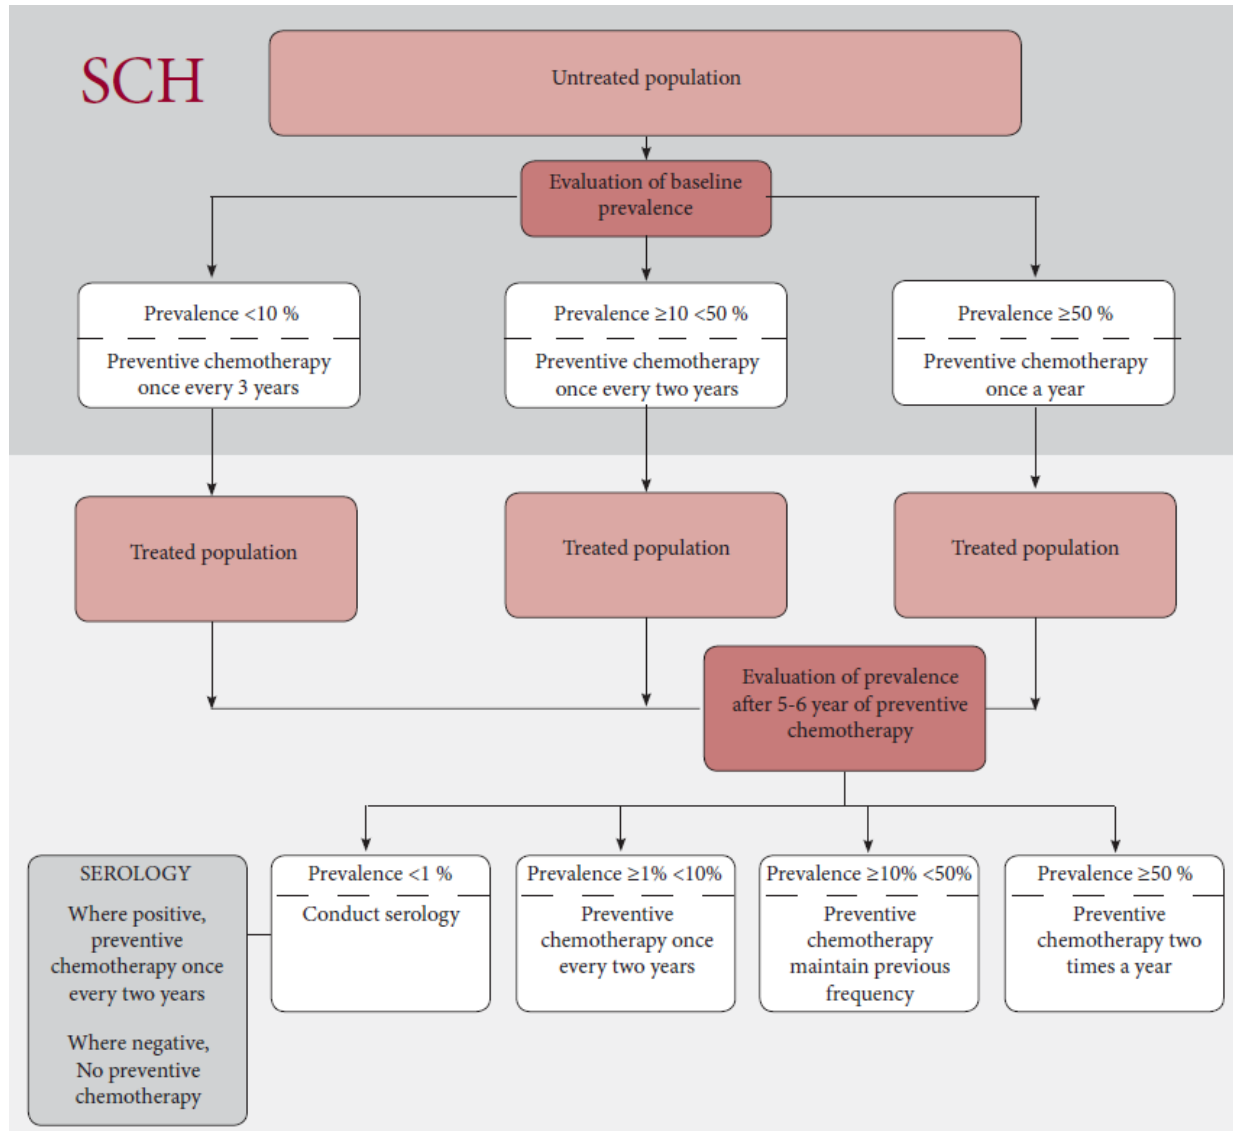 SCH
Untreated population
Evaluation of baseline
prevalence
Prevalence <10 %
Preventive chemotherapy
once every 3 years
Prevalence ≥10 <50 %
Preventive chemotherapy
once every two years
Prevalence ≥50 %
Preventive chemotherapy
once a year
Treated population
Treated population
Treated population
Evaluation of prevalence
after 5-6 year of preventive
chemotherapy
SEROLOGY
Where positive,
preventive
chemotherapy once
every two years
Where negative,
No preventive
chemotherapy
Prevalence <1 %
Conduct serology
Prevalence ≥1% <10%
Preventive
chemotherapy once
every two years
Prevalence ≥10% <50%
Preventive
chemotherapy
maintain previous
frequency
Prevalence ≥50 %
Preventive
chemotherapy two
times a year